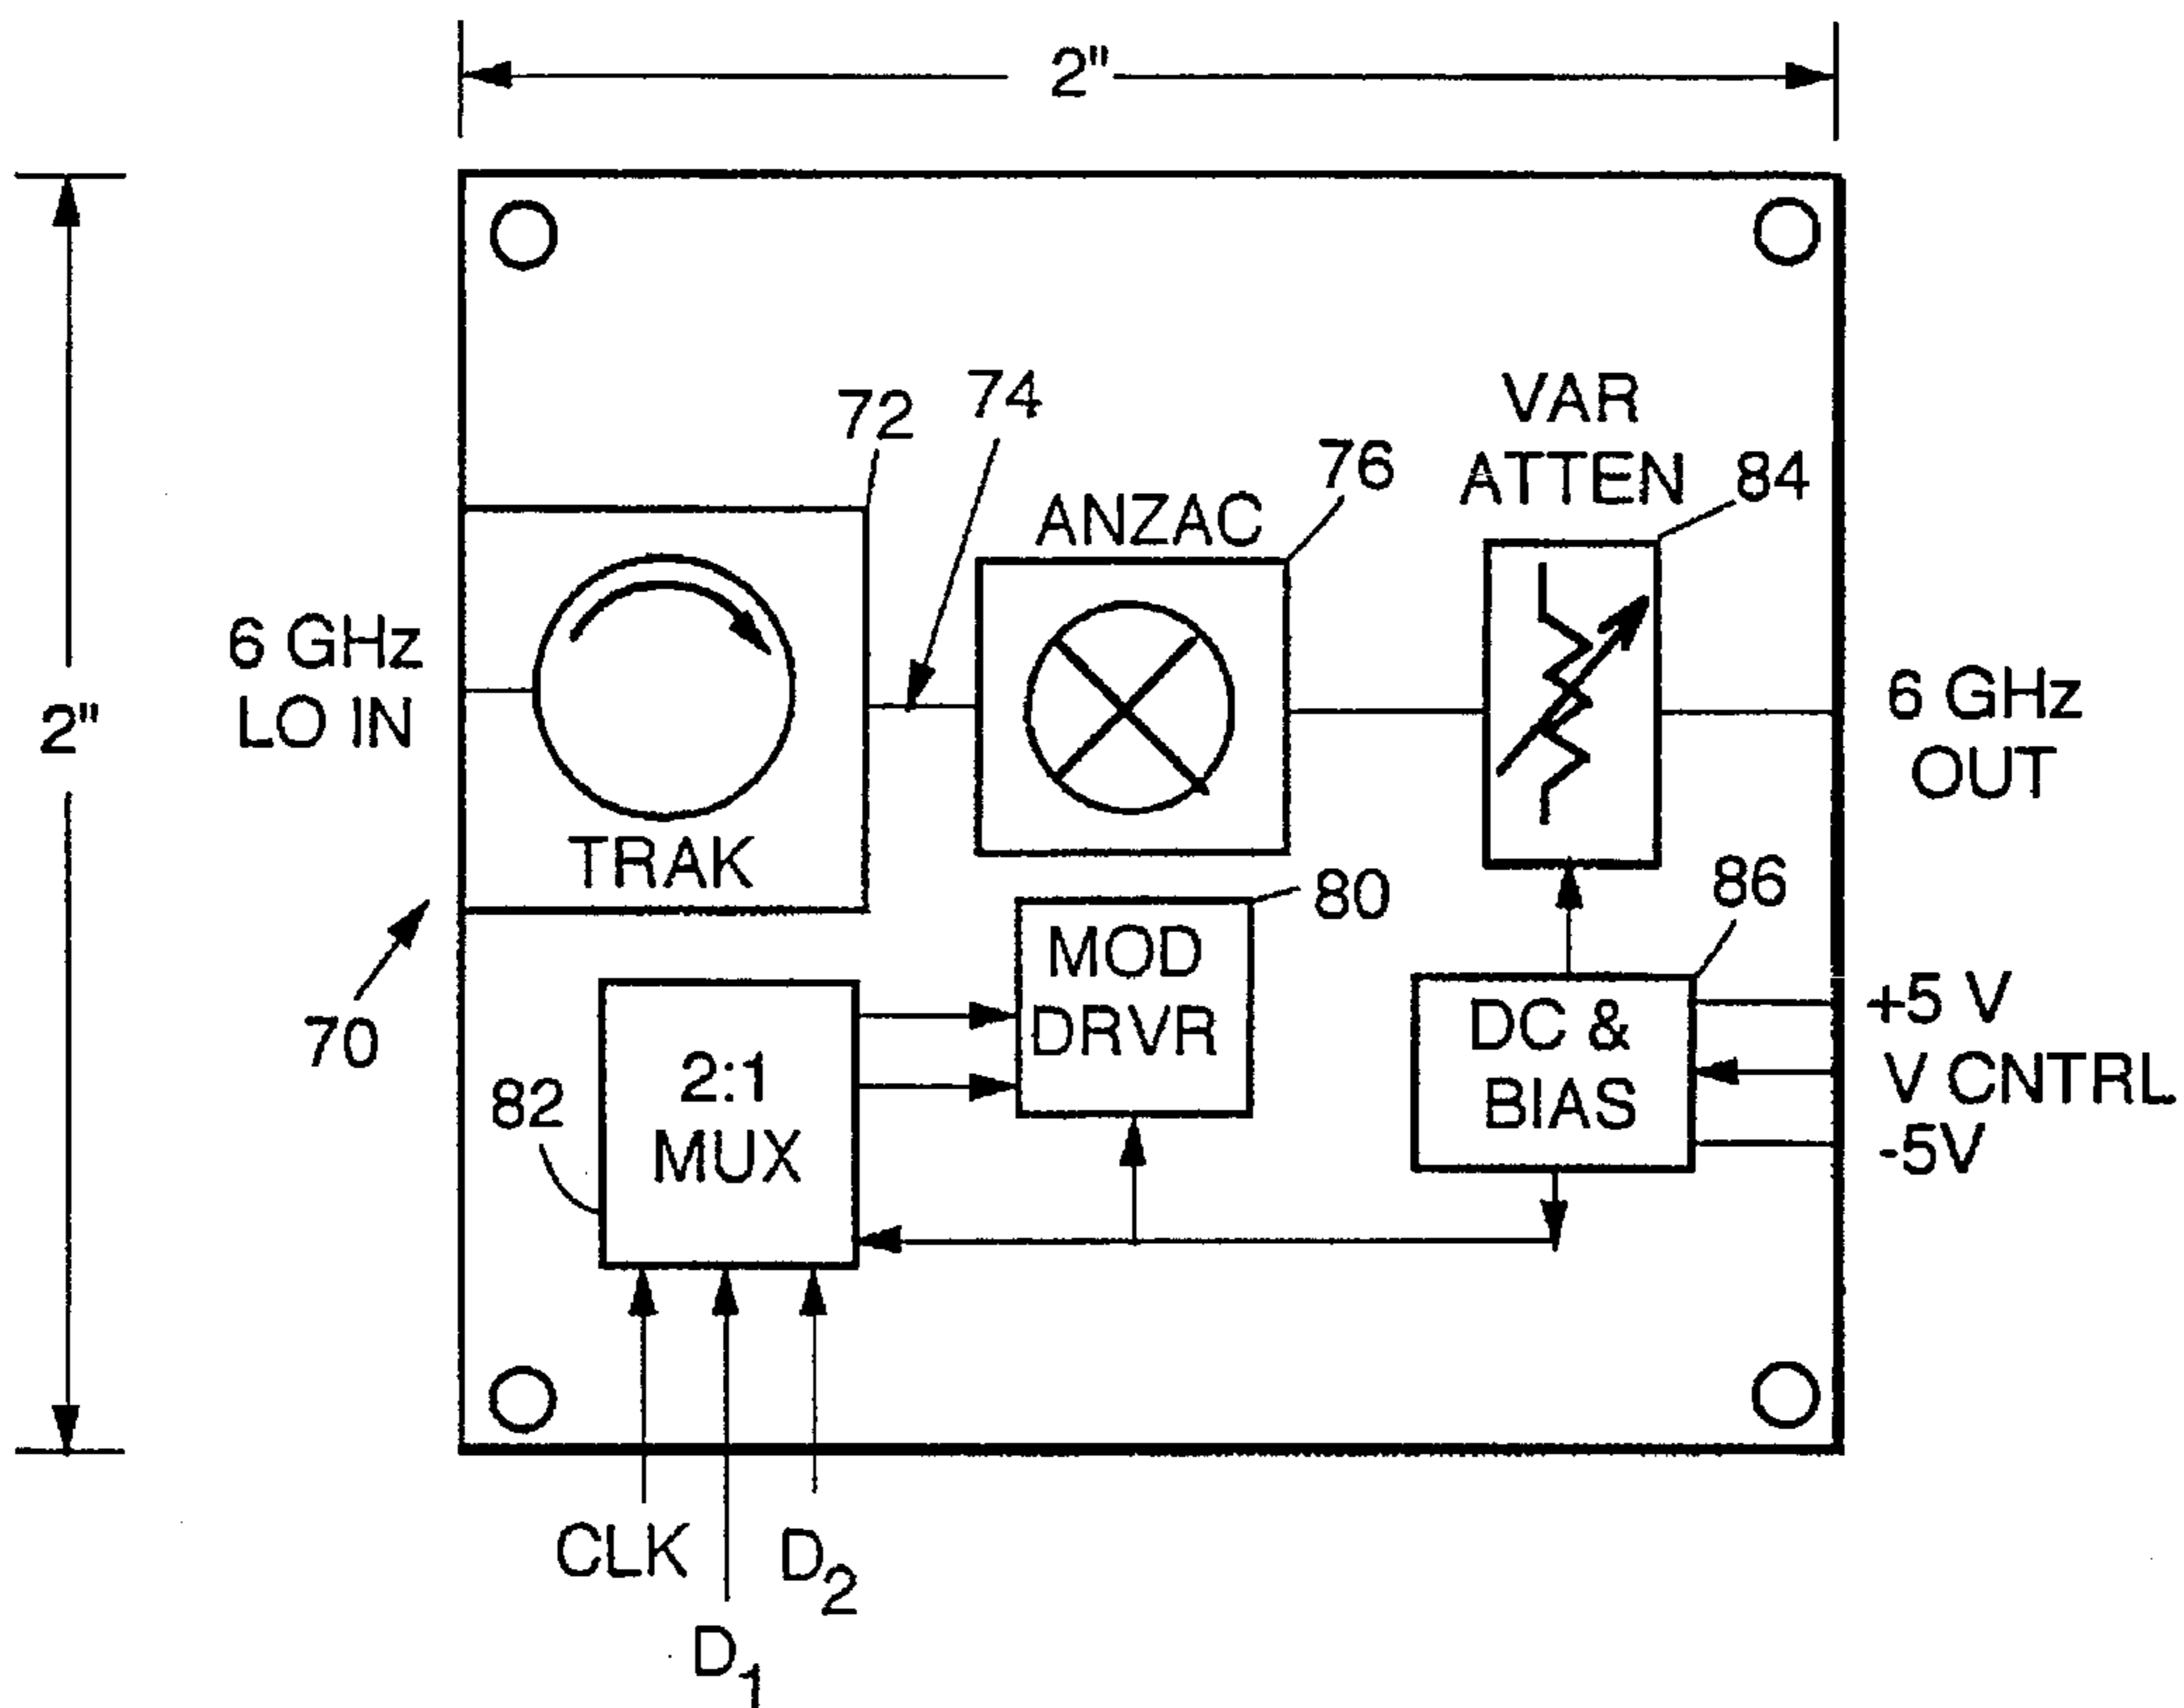 2"
2"
6 GHz
LO IN
72
74
TRAK
ANZAC
76
VAR
ATTEN
84
6 GHz
OUT
70
80
MOD
DRVR
86
DC &
BIAS
+5 V
V CNTRL
-5V
82
2:1
MUX
CLK
D2
D1